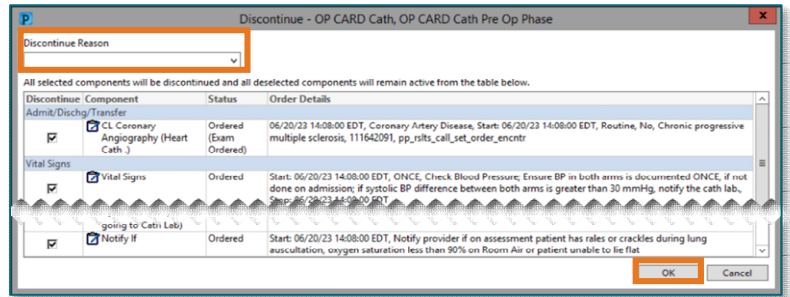 P Discontinue - OP CARD Cath, OP CARD Cath Pre Op Phase x
Discontinue Reason
All selected components will be discontinued and all deselected components will remain active from the table below.
Discontinue Component Status Order Details
Admit/Dischg/Transfer
CL Coronary Ordered 06/20/23 14:08:00 EDT, Coronary Artery Disease, Start: 06/20/23 14:08:00 EDT, Routine, No, Chronic progressive
Angiography (Heart (Exam multiple sclerosis, 111642091, pp_rslts_call_set_order_encntr
Cath .) Ordered)
Vital Signs
Vital Signs Ordered Start: 06/20/23 14:08:00 EDT, ONCE, Check Blood Pressure; Ensure BP in both arms is documented ONCE, if not
done on admission; if systolic BP difference between both arms is greater than 30 mmHg, notify the cath lab.,
Stop: 06/20/23 14:08:00 EDT
going to Cath Lab)
Notify If Ordered Start: 06/20/23 14:08:00 EDT, Notify provider if on assessment patient has rales or crackles during lung
auscultation, oxygen saturation less than 90% on Room Air or patient unable to lie flat
OK Cancel